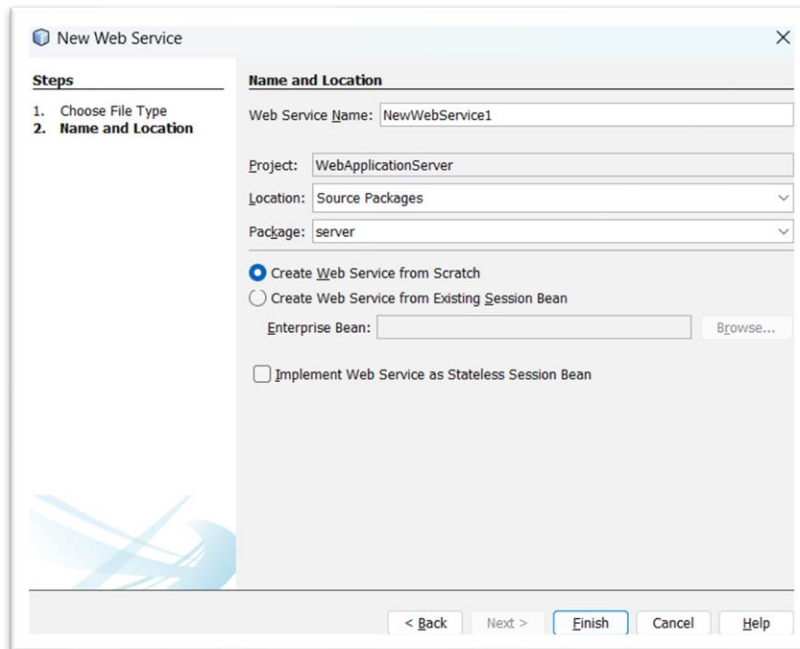 New Web Service
Steps
1. Choose File Type
2. Name and Location
Name and Location
Web Service Name: NewWebService1
Project: WebApplicationServer
Location: Source Packages
Package: server
Create Web Service from Scratch
Create Web Service from Existing Session Bean
Enterprise Bean:
Browse...
Implement Web Service as Stateless Session Bean
< Back
Next >
Finish
Cancel
Help